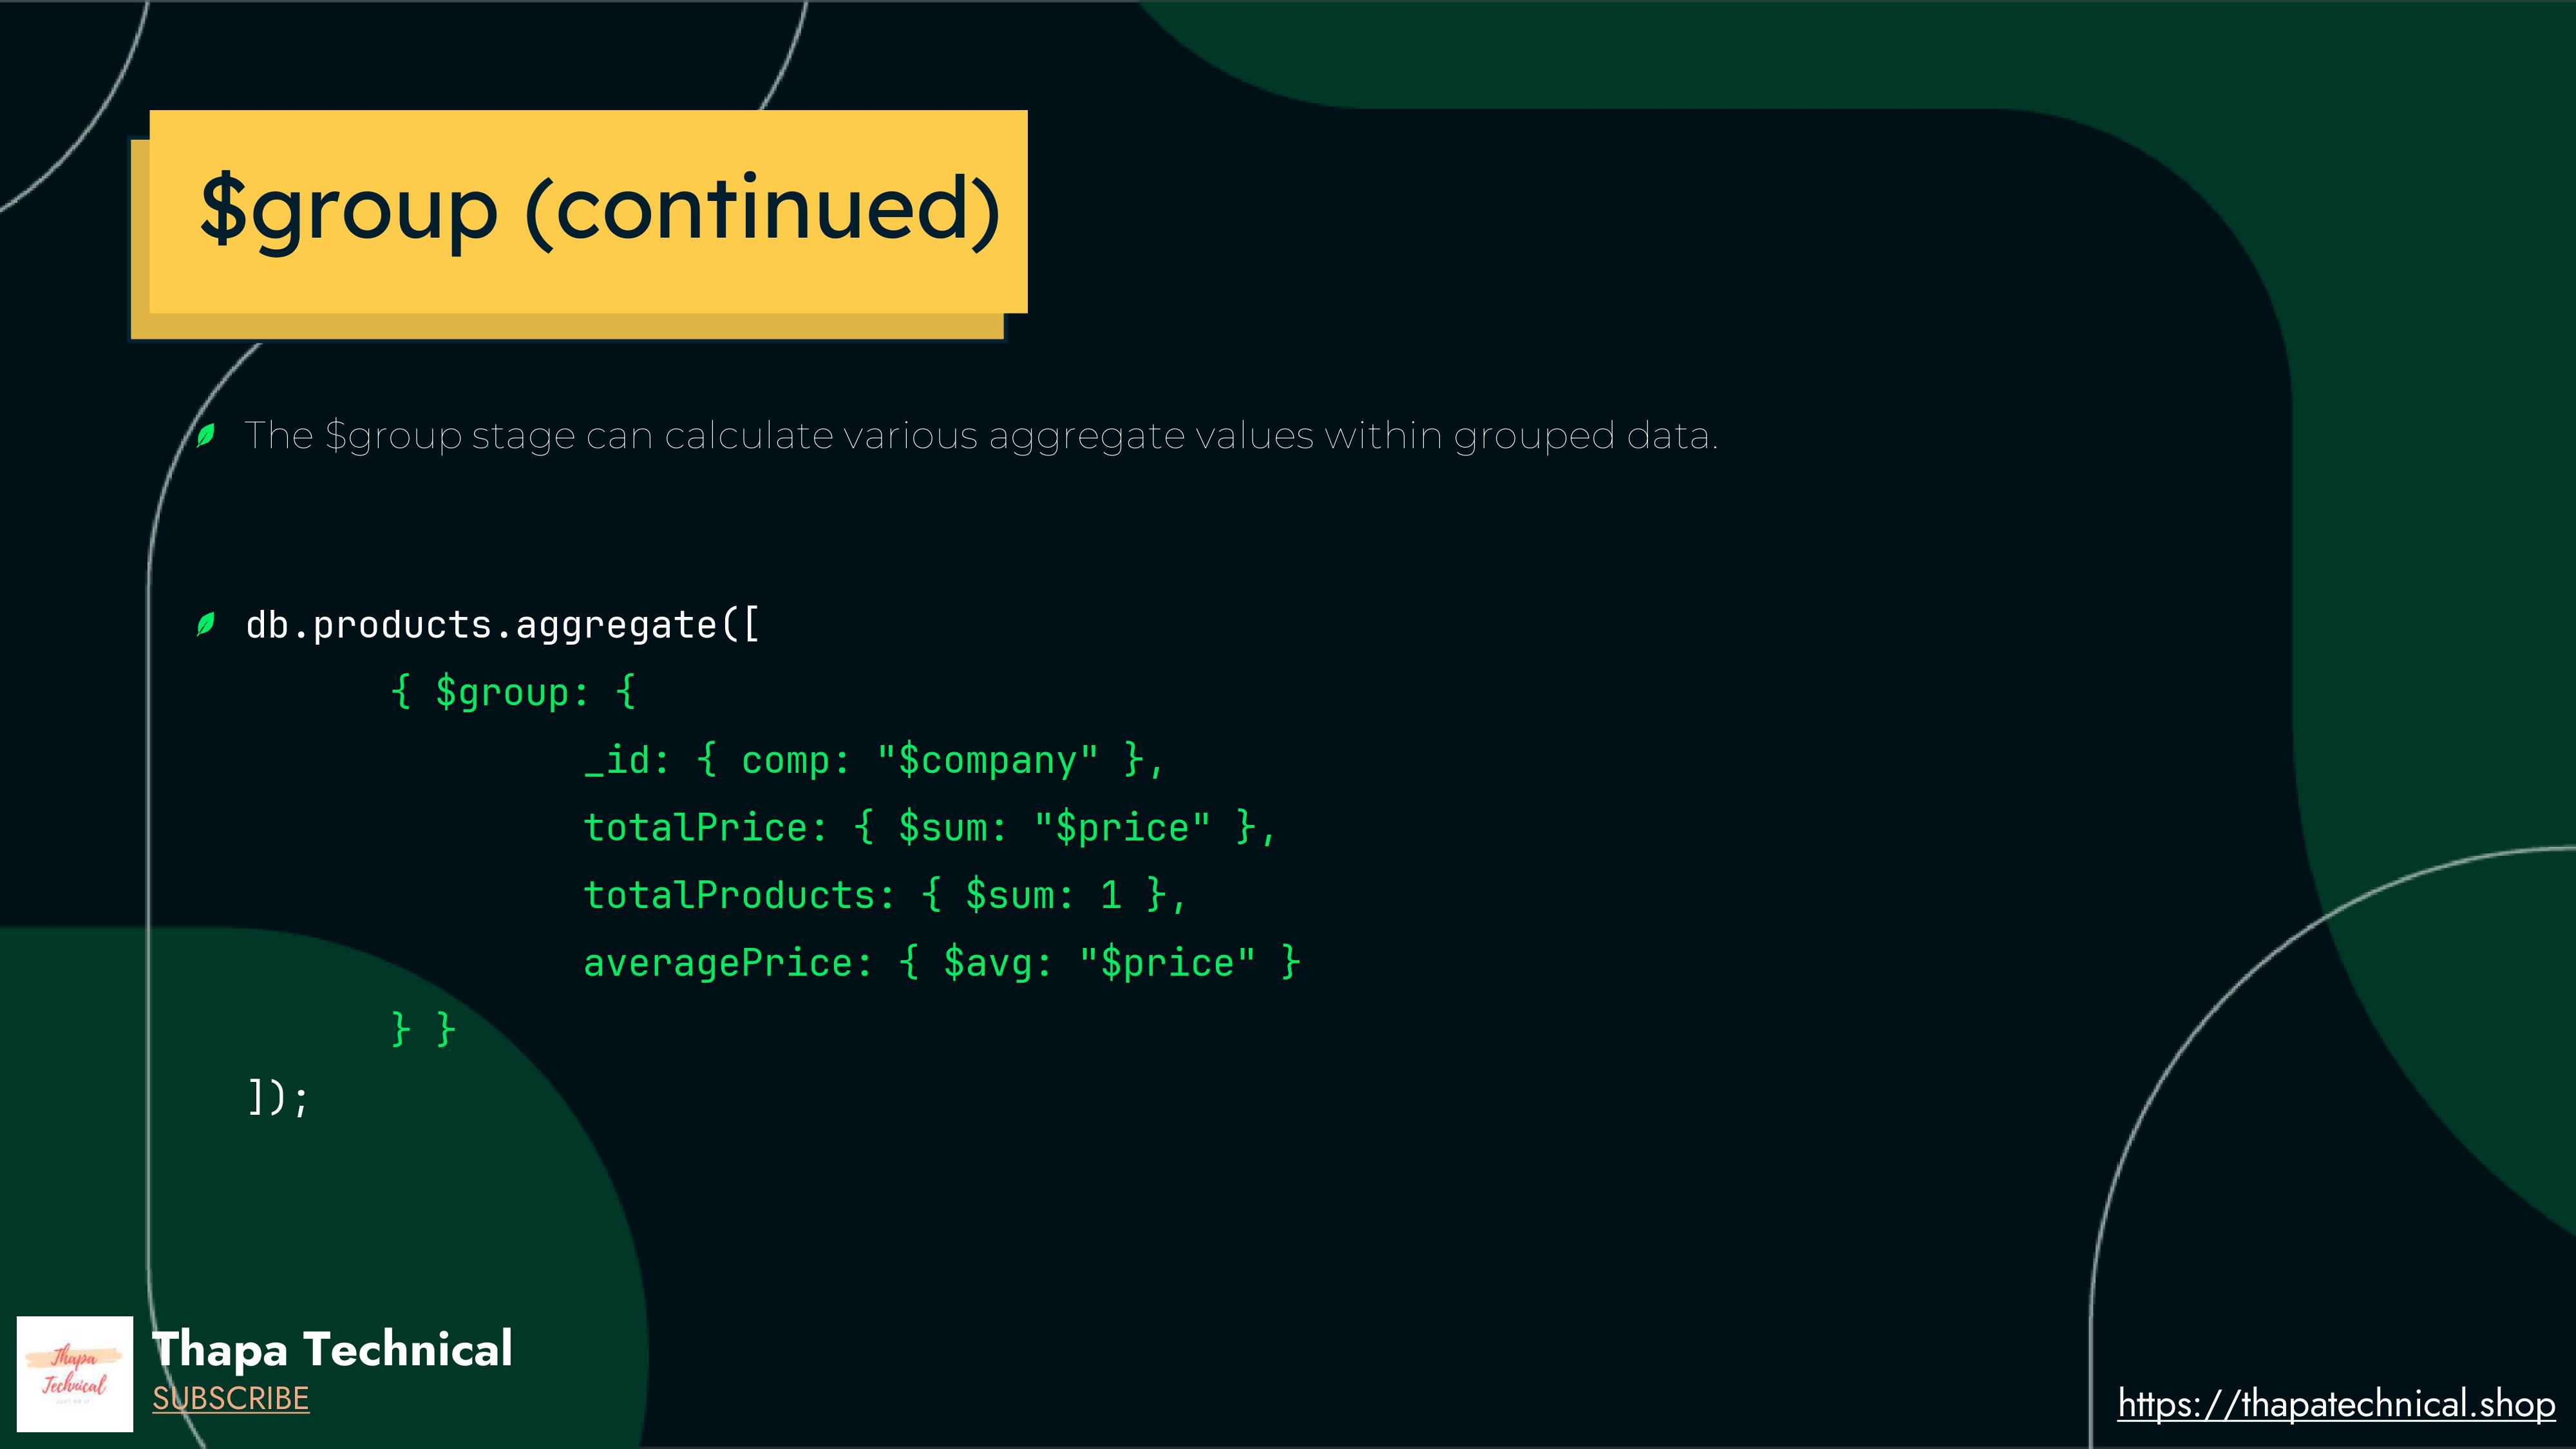 $group (continued)
The $group stage can calculate various aggregate values within grouped data.
db.products.aggregate([
{ $group: {
_id: { comp: "$company" },
totalPrice: { $sum: "$price" },
totalProducts: { $sum: 1 },
averagePrice: { $avg: "$price" }
} }
]);
Thapa
Technical
Thapa Technical
SUBSCRIBE
https://thapatechnical.shop